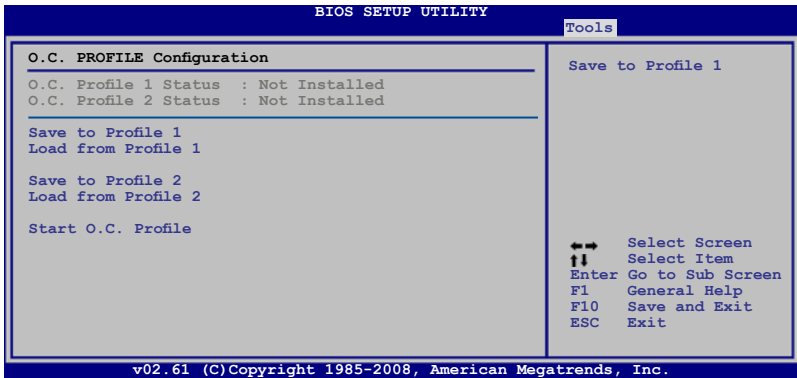 BIOS SETUP UTILITY
Tools
O.C. PROFILE Configuration
O.C. Profile 1 Status : Not Installed
O.C. Profile 2 Status : Not Installed
Save to Profile 1
Load from Profile 1
Save to Profile 2
Load from Profile 2
Start O.C. Profile
Save to Profile 1
Select Screen
Select Item
Enter Go to Sub Screen
F1 General Help
F10 Save and Exit
ESC Exit
v02.61 (C)Copyright 1985-2008, American Megatrends, Inc.